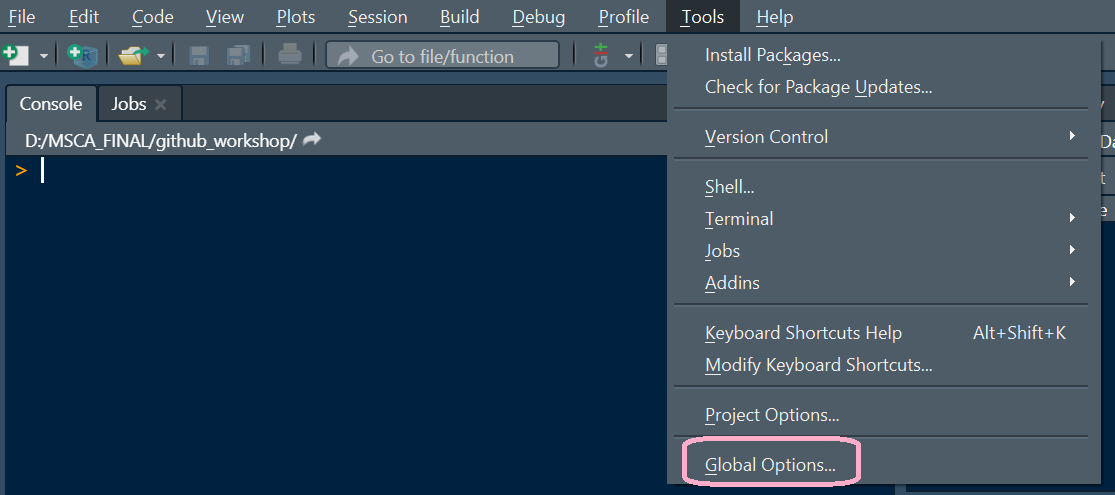 File Edit Code View Plots Session Build Debug Profile Tools Help
Go to file/function
Console Jobs
D:/MSCA_FINAL/github_workshop/
>
Install Packages...
Check for Package Updates...
Version Control
Shell...
Terminal
Jobs
Addins
Keyboard Shortcuts Help Alt+Shift+K
Modify Keyboard Shortcuts...
Project Options...
Global Options...